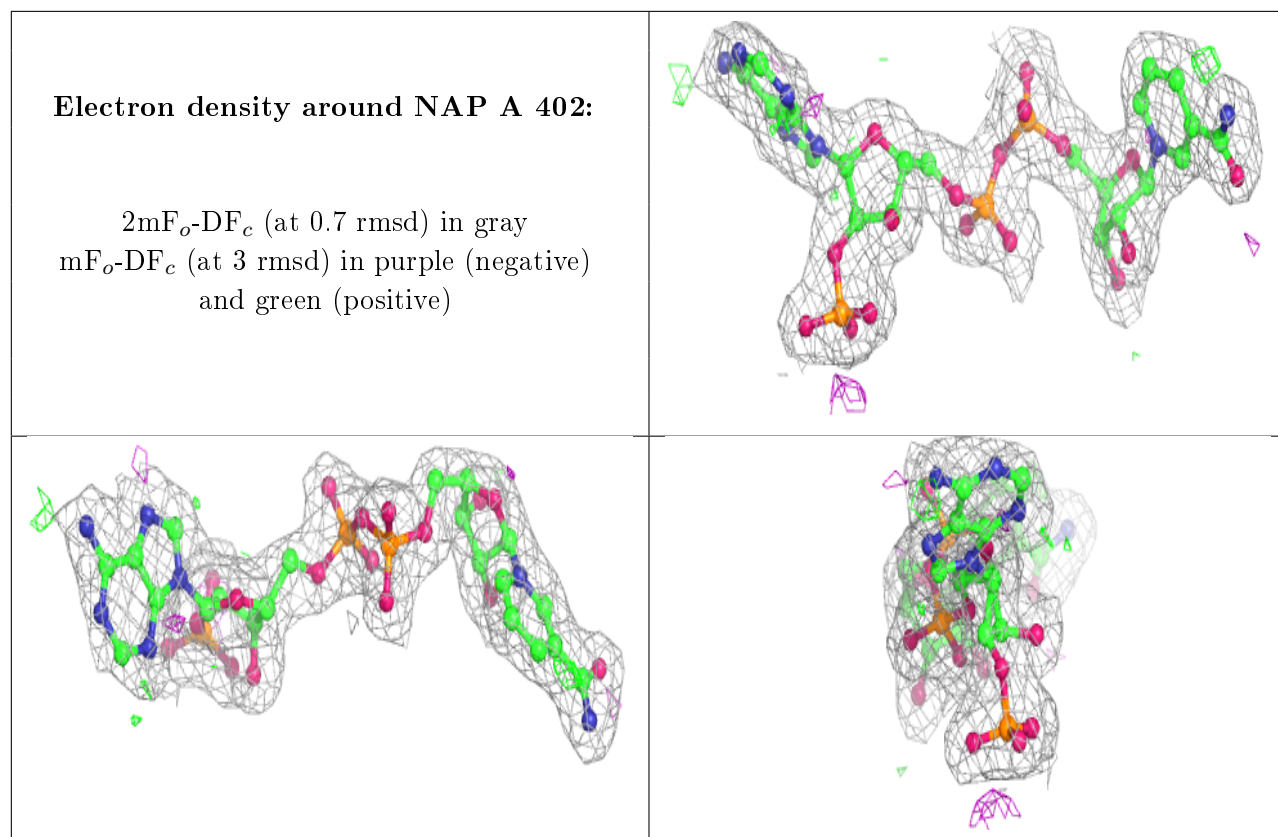 Electron density around NAP A 402:
2mFo-DFc (at 0.7 rmsd) in gray
mFo-DFc (at 3 rmsd) in purple (negative)
and green (positive)